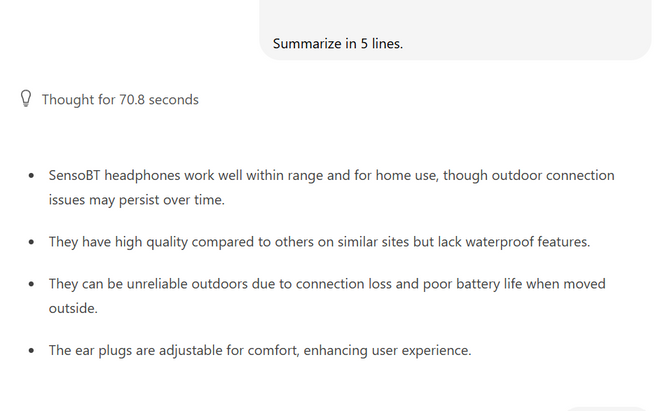 Summarize in 5 lines.
Thought for 70.8 seconds
SensoBT headphones work well within range and for home use, though outdoor connection
issues may persist over time.
They have high quality compared to others on similar sites but lack waterproof features.
They can be unreliable outdoors due to connection loss and poor battery life when moved
outside.
The ear plugs are adjustable for comfort, enhancing user experience.